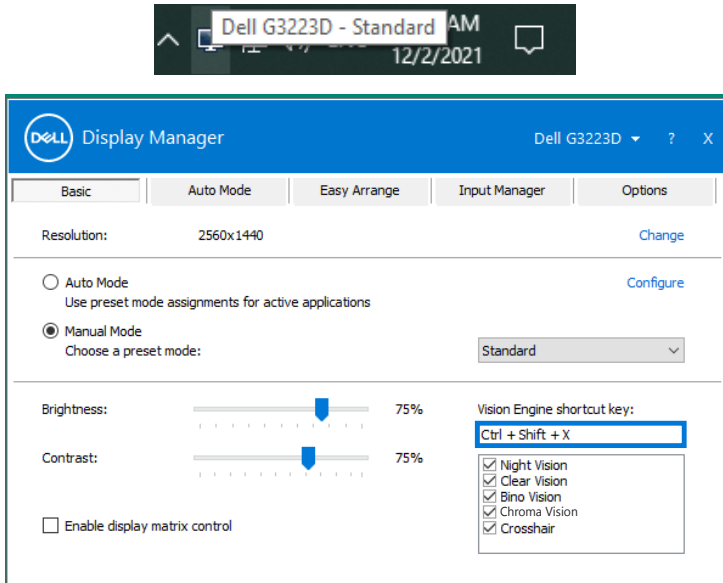 Dell G3223D - Standard
AM
12/2/2021
DELL Display Manager Dell G3223D ? X
Basic Auto Mode Easy Arrange Input Manager Options
Resolution: 2560x1440 Change
Auto Mode Configure
Use preset mode assignments for active applications
Manual Mode
Choose a preset mode: Standard
Brightness: 75% Vision Engine shortcut key:
Ctrl + Shift + X
Contrast: 75%
Night Vision
Clear Vision
Bino Vision
Chroma Vision
Crosshair
Enable display matrix control